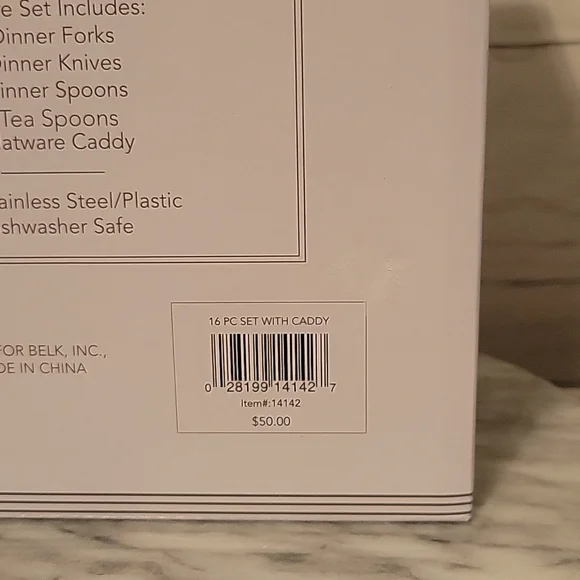 e Set Includes:
Dinner Forks
Dinner Knives
inner Spoons
Tea Spoons
atware Caddy
ainless Steel/Plastic
shwasher Safe
FOR BELK, INC.,
DE IN CHINA
16 PC SET WITH CADDY
0 28199 14142 7
Item#:14142
$50.00